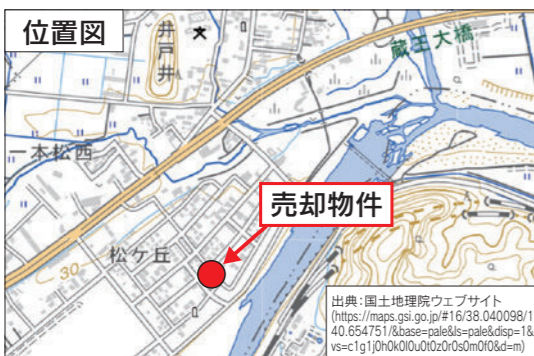 位置図
井戸井
蔵王大橋
一本松西
売却物件
松ケ丘
30
出典:国土地理院ウェブサイト
(https://maps.gsi.go.jp/#16/38.040098/1
40.654751/&base=pale&ls=pale&disp=1&
vs=c1g1j0h0k0l0u0t0z0r0s0m0f0&d=m)